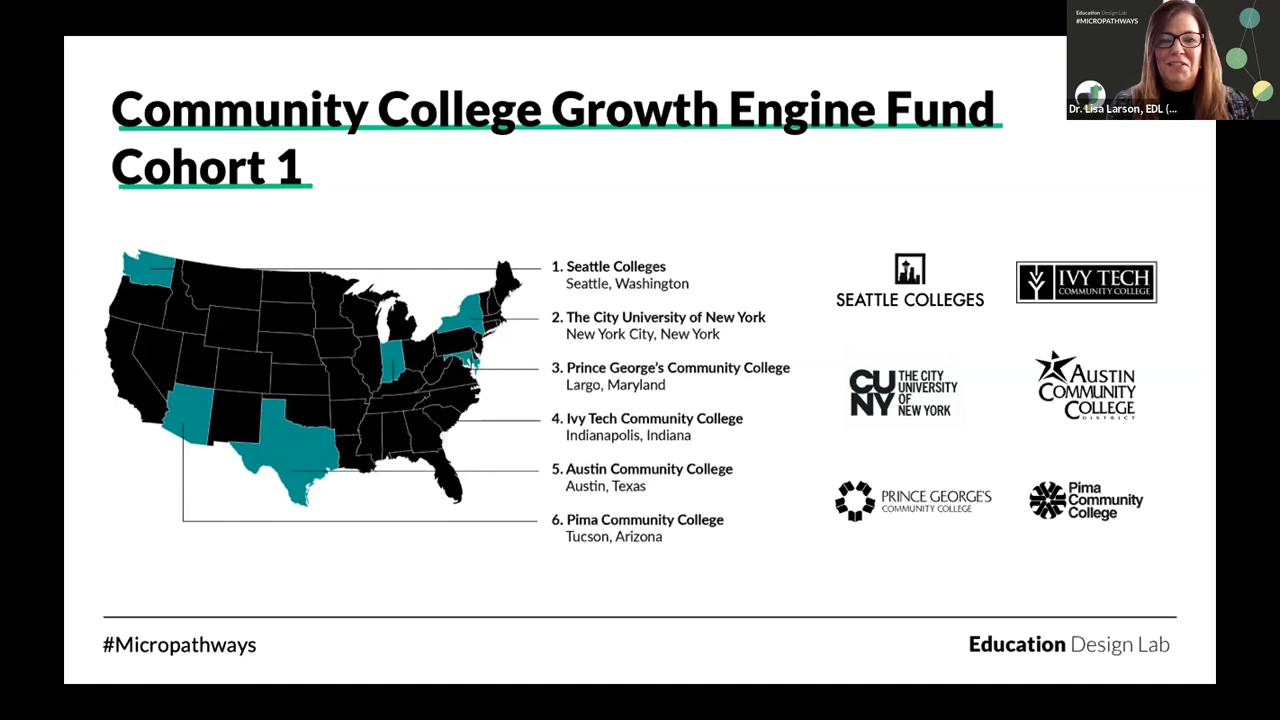 Education Design Lab
#MICROPATHWAYS
Dr. Lisa Larson, EDL (...
Community College Growth Engine Fund
Cohort 1
1. Seattle Colleges
Seattle, Washington
2. The City University of New York
New York City, New York
3. Prince George's Community College
Largo, Maryland
4. Ivy Tech Community College
Indianapolis, Indiana
5. Austin Community College
Austin, Texas
6. Pima Community College
Tucson, Arizona
SEATTLE COLLEGES
IVY TECH
COMMUNITY COLLEGE
CU
NY
THE CITY
UNIVERSITY
OF
NEW YORK
AUSTIN
COMMUNITY
COLLEGE
DISTRICT
PRINCE GEORGE'S
COMMUNITY COLLEGE
Pima
Community
College
#Micropathways
Education Design Lab